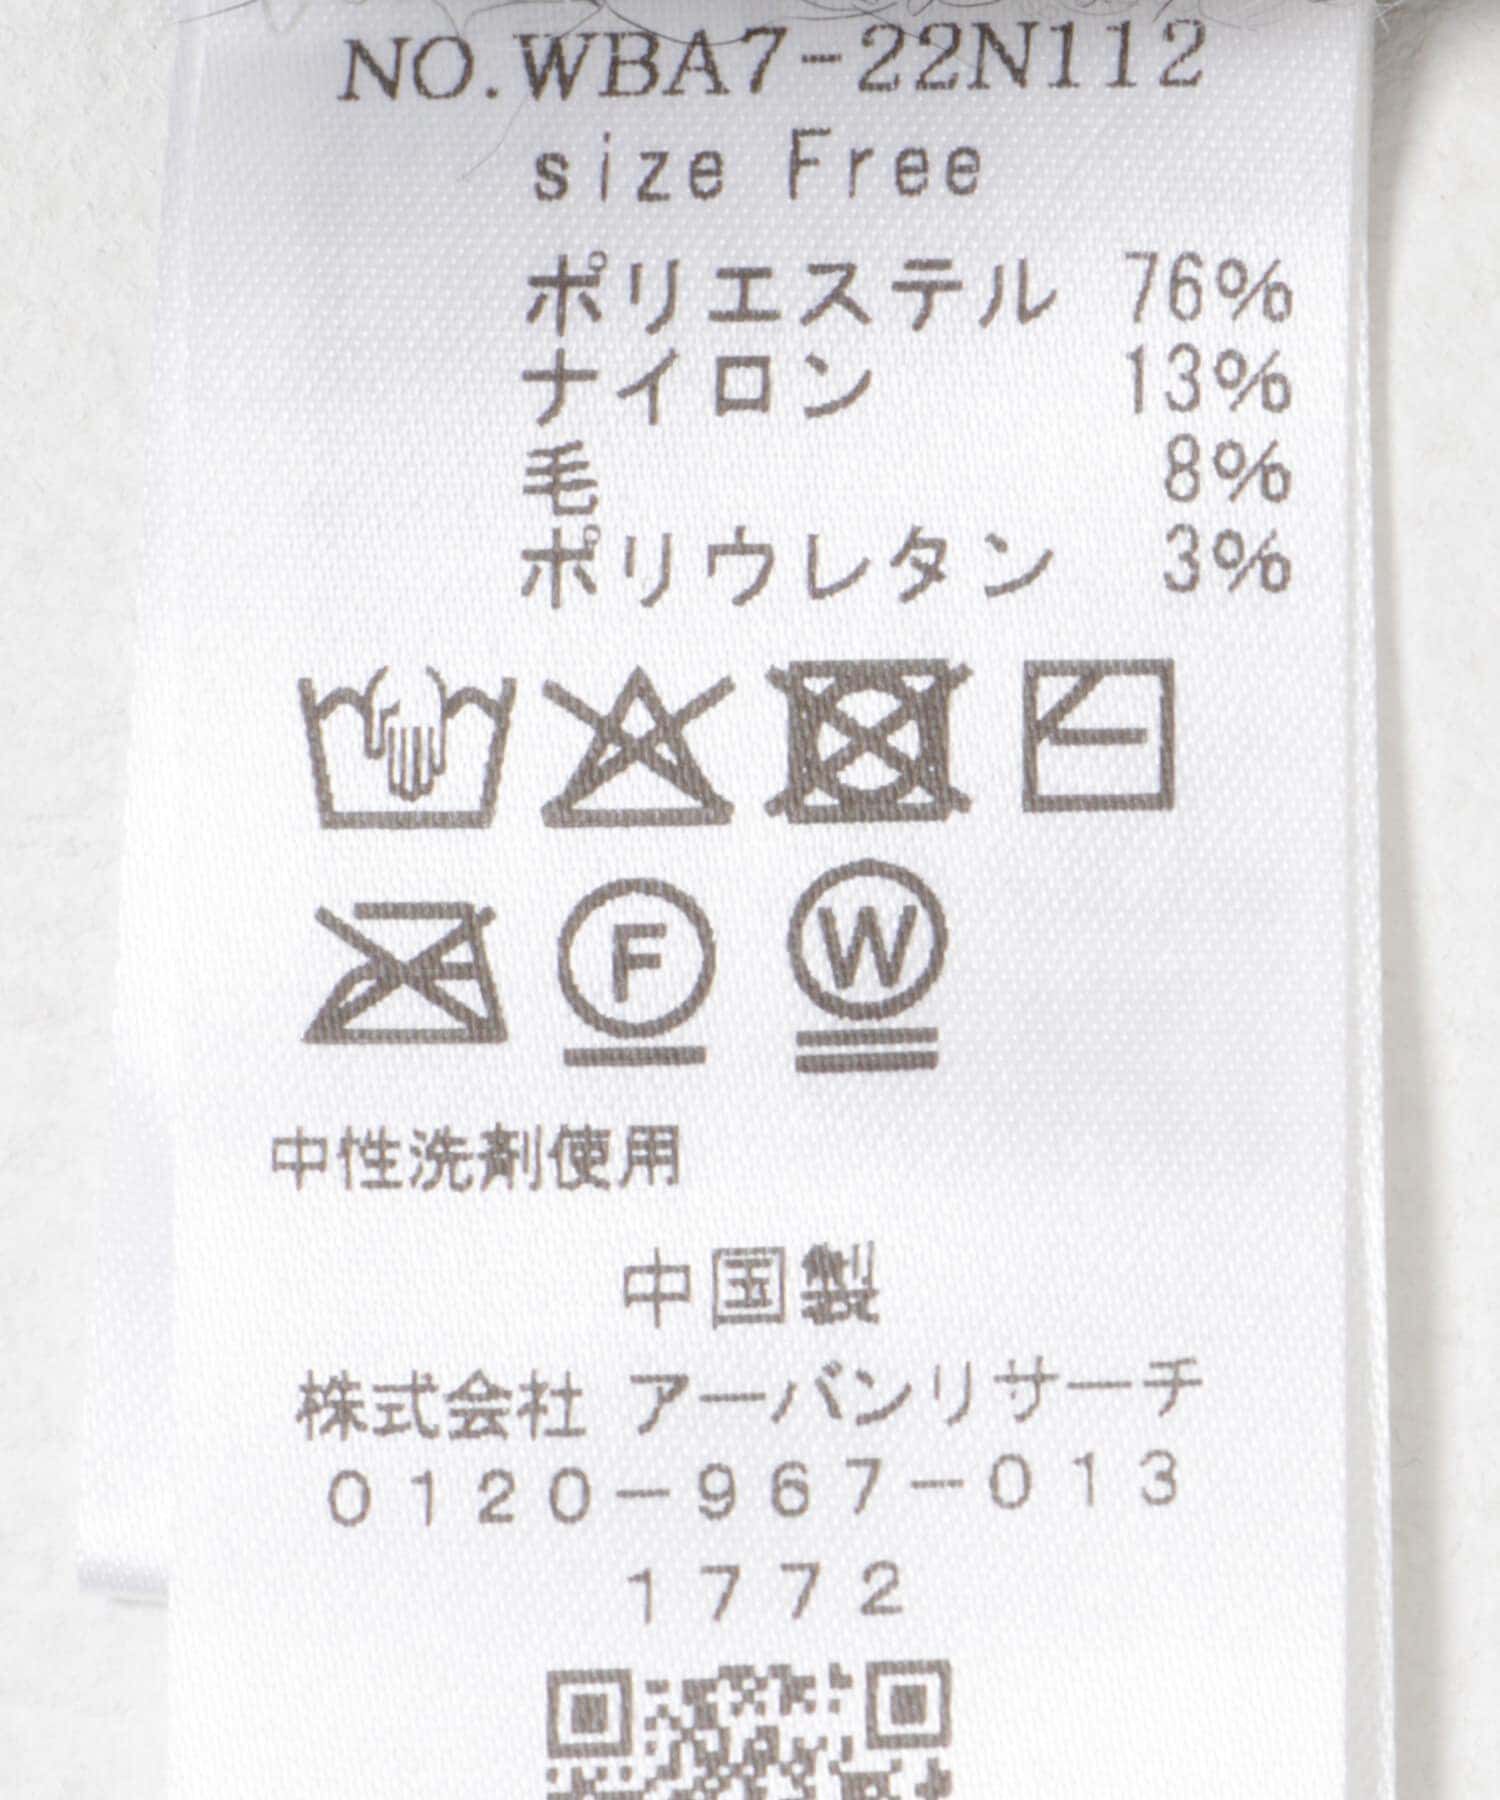 NO.WBA7-22N112
size Free
ポリエステル 76%
ナイロン 13%
毛 8%
ポリウレタン 3%
F W
中性洗剤使用
中国製
株式会社 アーバンリサーチ
0120-967-013
1772